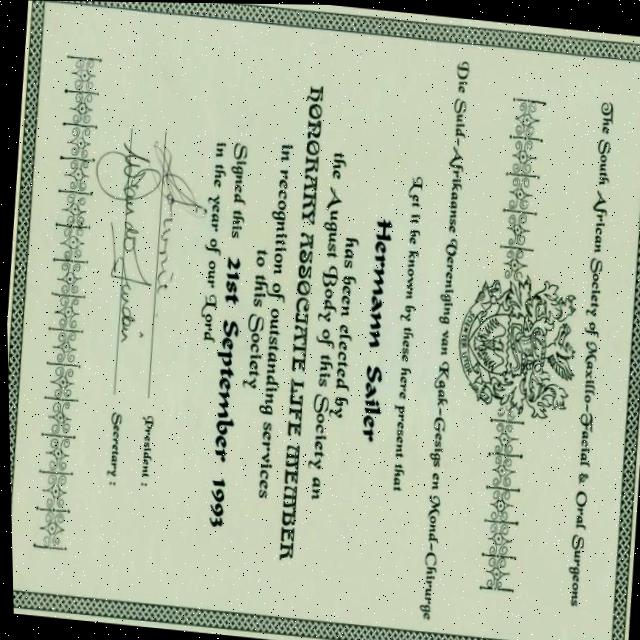 The South African Society of Maxillo-Facial & Oral Surgeons
Die Suid-Afrikaanse Vereniging van Kaak-Gesigs en Mond-Chirurge
Let it be known by these here present that
Hermann Sailer
has been elected by
the August Body of this Society an
HONORARY ASSOCIATE LIFE MEMBER
in recognition of outstanding services
to this Society
Signed this 21st September 1993
in the year of our Lord
President:
Secretary: